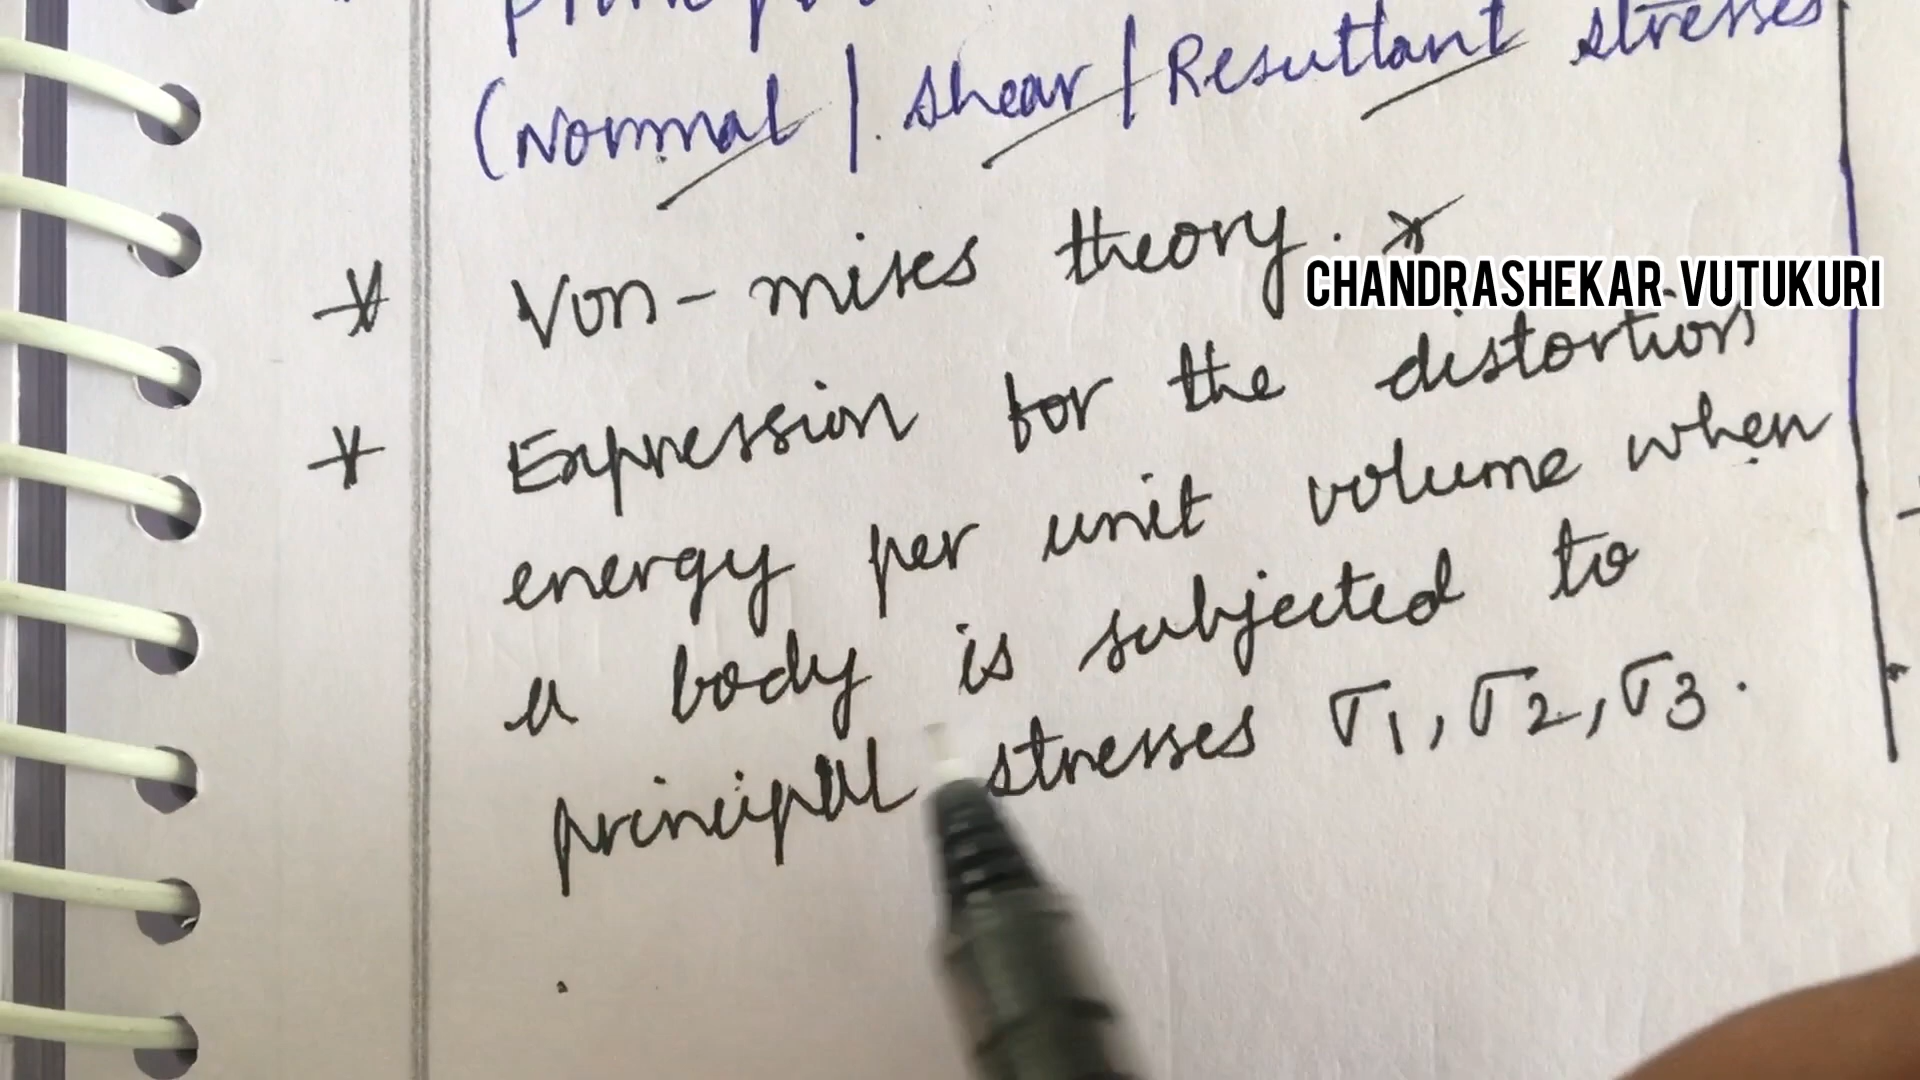 (Normal / shear / Resultant stresses
* Von-mises theory. *
CHANDRASHEKAR VUTUKURI
* Expression for the distortion
energy per unit volume when
a body is subjected to
principal stresses σ1, σ2, σ3.